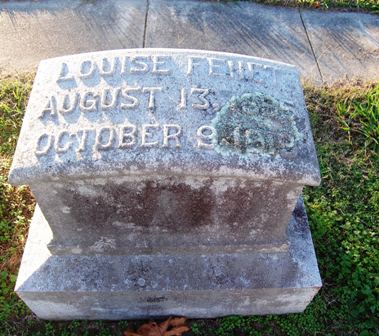 LOUISE FEHET
AUGUST 13,
OCTOBER 9